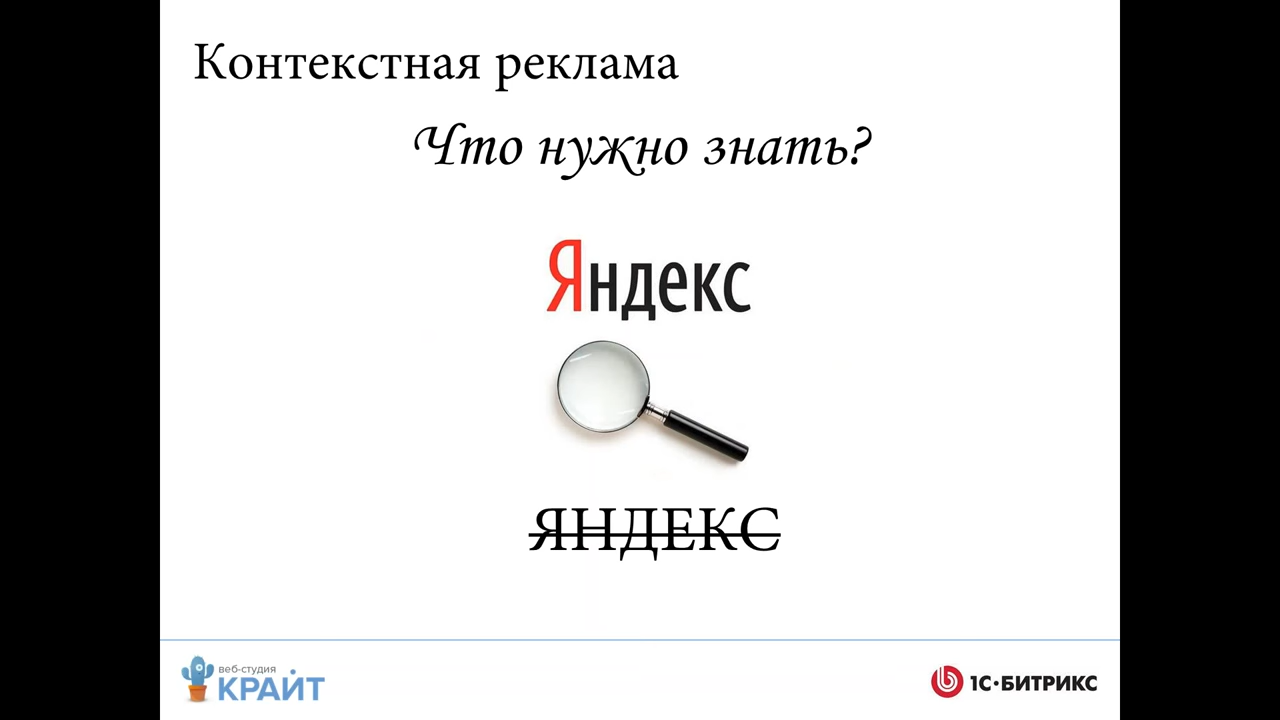 Контекстная реклама
Что нужно знать?
Яндекс
ЯНДЕКС
веб-студия
КРАЙТ
1С·БИТРИКС